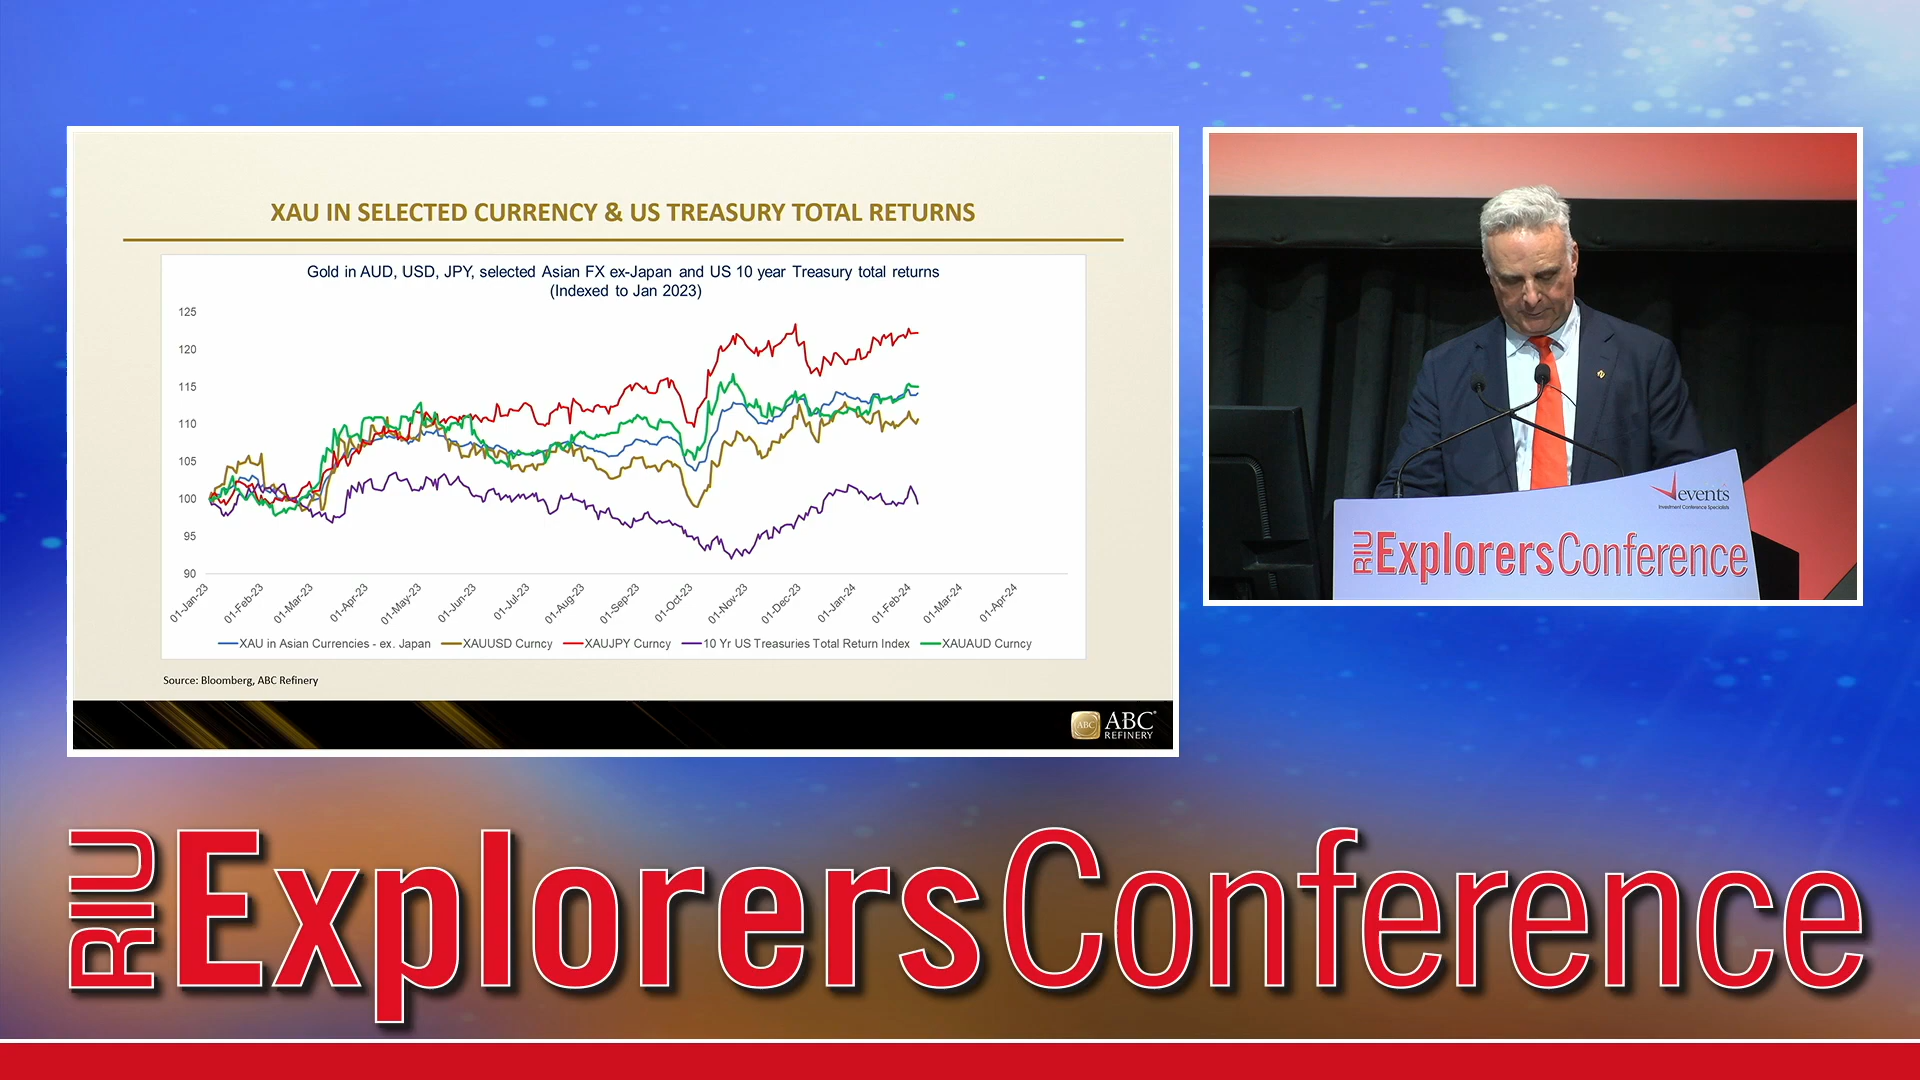 XAU IN SELECTED CURRENCY & US TREASURY TOTAL RETURNS
Gold in AUD, USD, JPY, selected Asian FX ex-Japan and US 10 year Treasury total returns
(Indexed to Jan 2023)
125
120
115
110
105
100
95
90
01-Jan-23
01-Feb-23
01-Mar-23
01-Apr-23
01-May-23
01-Jun-23
01-Jul-23
01-Aug-23
01-Sep-23
01-Oct-23
01-Nov-23
01-Dec-23
01-Jan-24
01-Feb-24
01-Mar-24
01-Apr-24
XAU in Asian Currencies - ex. Japan XAUUSD Curncy XAUJPY Curncy 10 Yr US Treasuries Total Return Index XAUAUD Curncy
Source: Bloomberg, ABC Refinery
ABC
ABC
REFINERY
events
Investment Conference Specialists
RIU ExplorersConference
RIU ExplorersConference